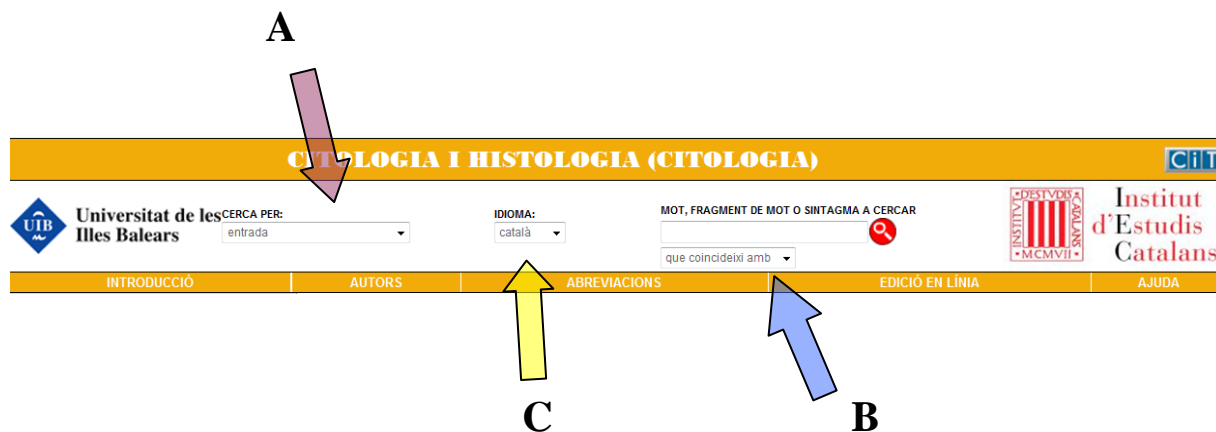 A
CITOLOGIA I HISTOLOGIA (CITOLOGIA)
CiT
UIB
Universitat de les
Illes Balears
CERCA PER:
entrada
IDIOMA:
català
MOT, FRAGMENT DE MOT O SINTAGMA A CERCAR
que coincideixi amb
INSTITVT
D'ESTVDIS
CATALANS
MCMVII
Institut
d'Estudis
Catalans
INTRODUCCIÓ
AUTORS
ABREVIACIONS
EDICIÓ EN LÍNIA
AJUDA
C
B